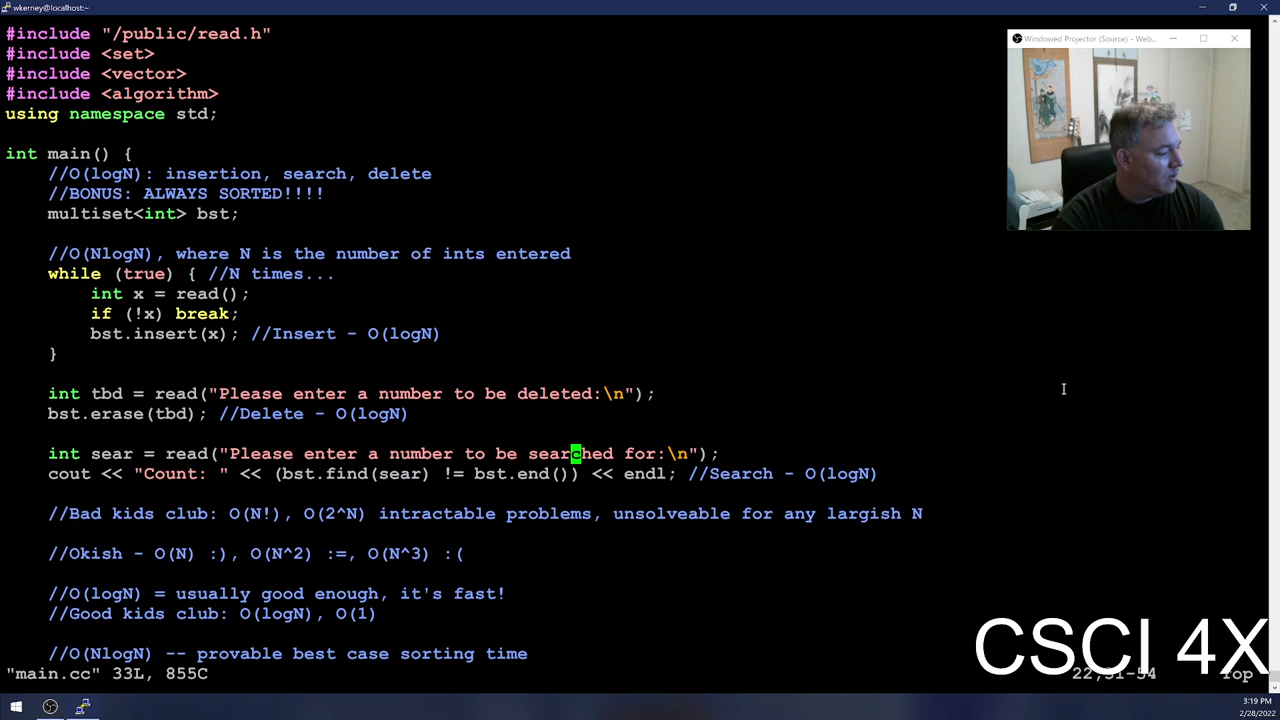 wkerney@localhost:~
#include "/public/read.h"
#include <set>
#include <vector>
#include <algorithm>
using namespace std;
int main() {
//O(logN): insertion, search, delete
//BONUS: ALWAYS SORTED!!!!
multiset<int> bst;
//O(NlogN), where N is the number of ints entered
while (true) { //N times...
int x = read();
if (!x) break;
bst.insert(x); //Insert - O(logN)
}
int tbd = read("Please enter a number to be deleted:\n");
bst.erase(tbd); //Delete - O(logN)
int sear = read("Please enter a number to be searched for:\n");
cout << "Count: " << (bst.find(sear) != bst.end()) << endl; //Search - O(logN)
//Bad kids club: O(N!), O(2^N) intractable problems, unsolveable for any largish N
//Okish - O(N) :), O(N^2) :=, O(N^3) :(
//O(logN) = usually good enough, it's fast!
//Good kids club: O(logN), O(1)
//O(NlogN) -- provable best case sorting time
"main.cc" 33L, 855C
22,31-54
Top
Windowed Projector (Source) - Web...
CSCI 4X
3:19 PM
2/28/2022